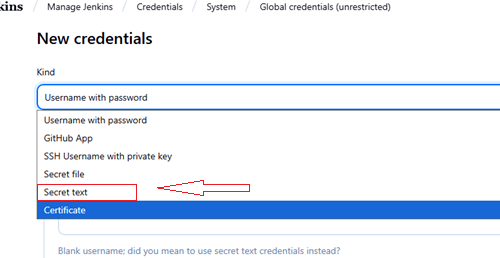 kins / Manage Jenkins / Credentials / System / Global credentials (unrestricted)
New credentials
Kind
Username with password
Username with password
GitHub App
SSH Username with private key
Secret file
Secret text
Certificate
Blank username; did you mean to use secret text credentials instead?